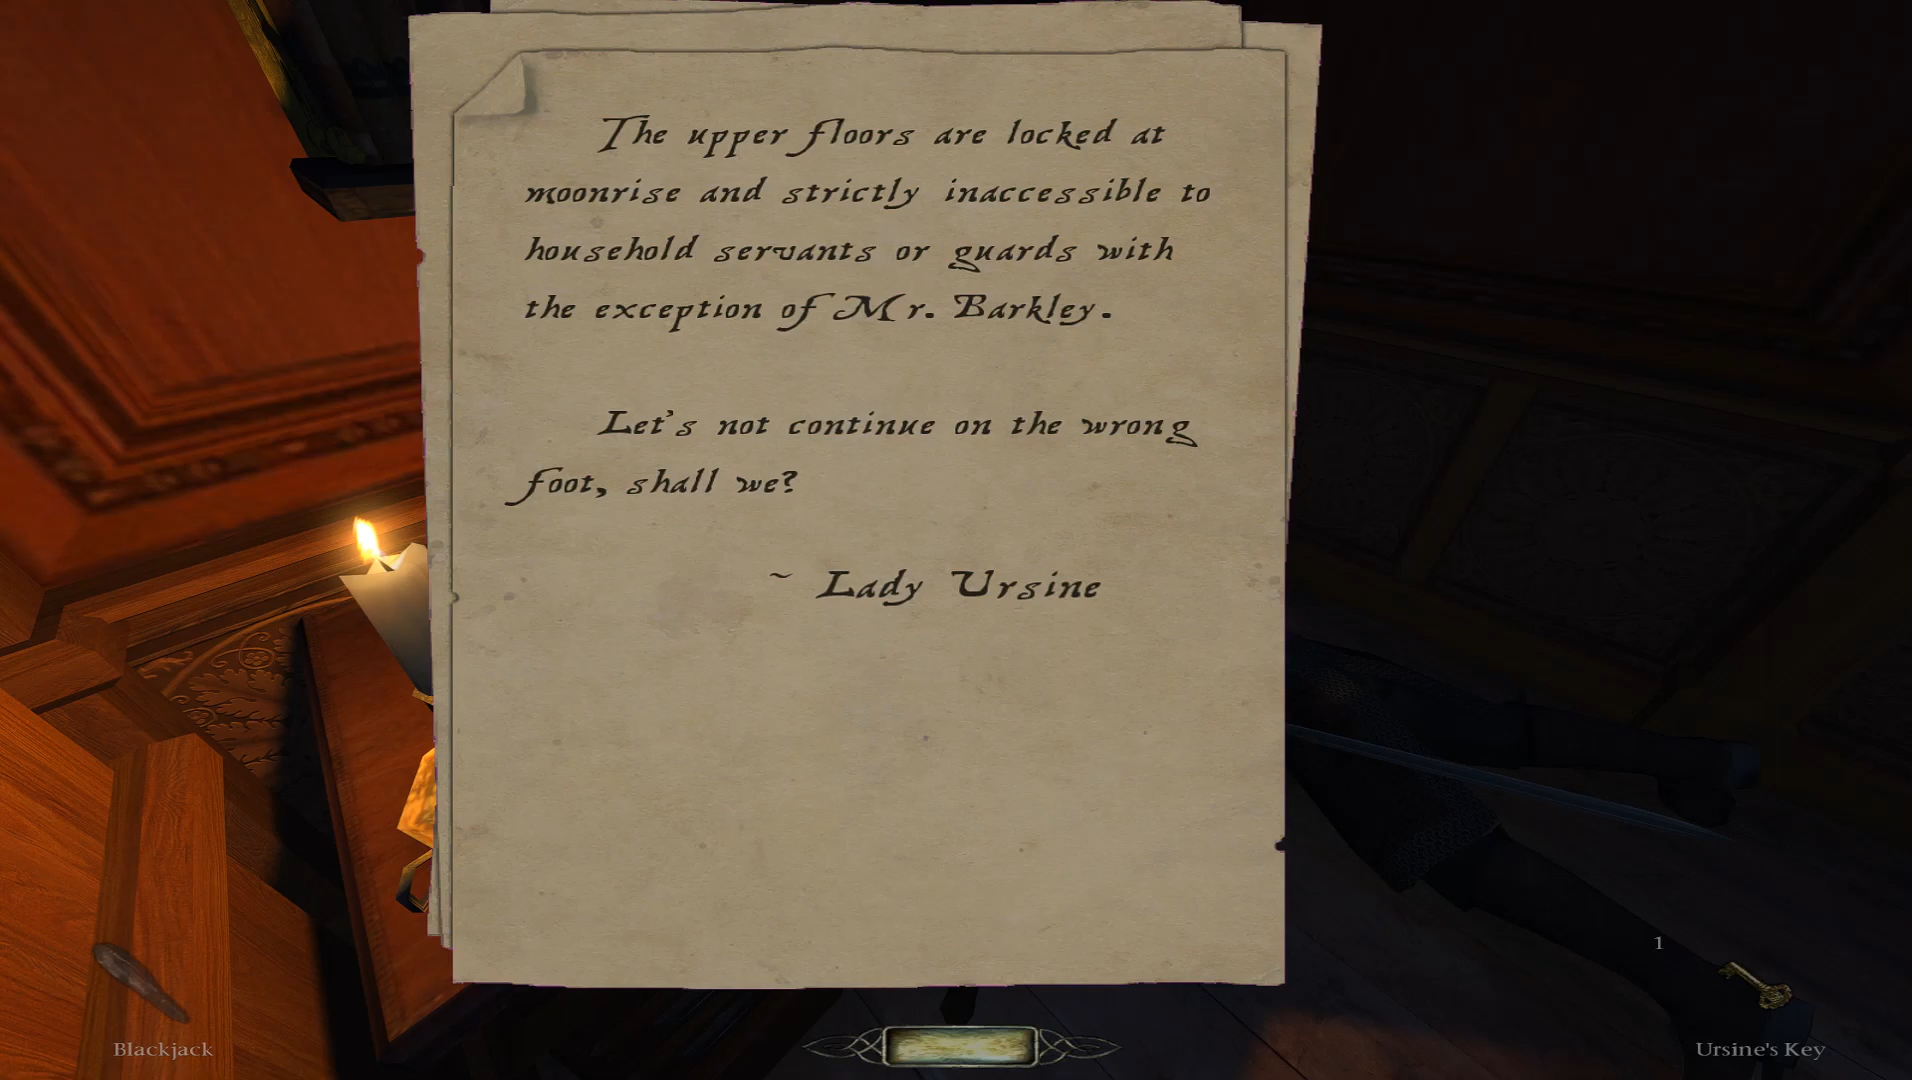 The upper floors are locked at
moonrise and strictly inaccessible to
household servants or guards with
the exception of Mr. Barkley.
Let's not continue on the wrong
foot, shall we?
~ Lady Ursine
1
Blackjack
Ursine's Key